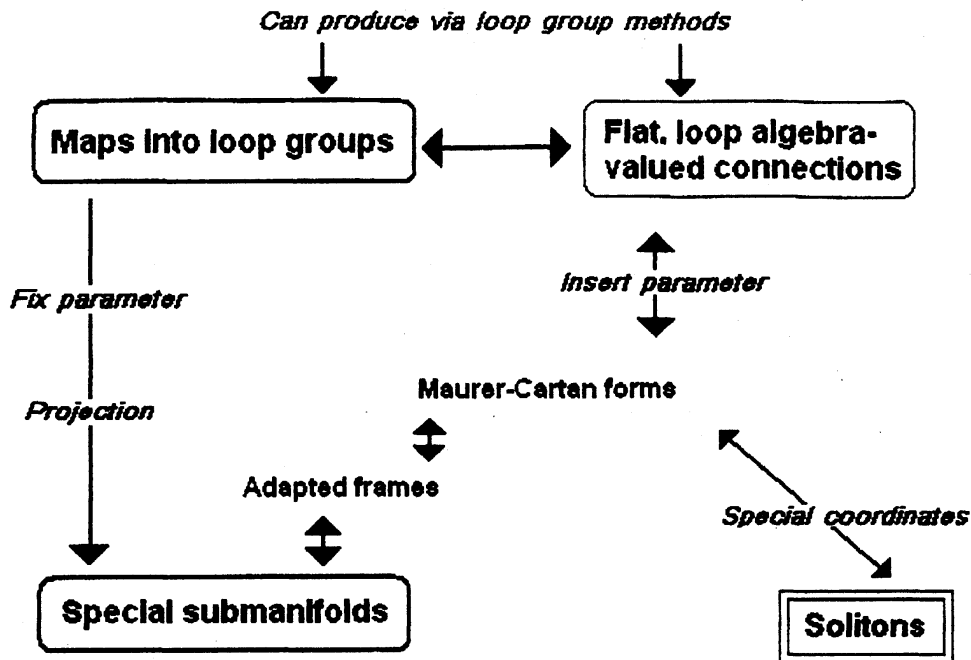 Can produce via loop group methods
Maps into loop groups
Flat. loop algebra-
valued connections
Insert parameter
Fix parameter
Maurer-Cartan forms
Projection
Adapted frames
Special coordinates
Special submanifolds
Solitons